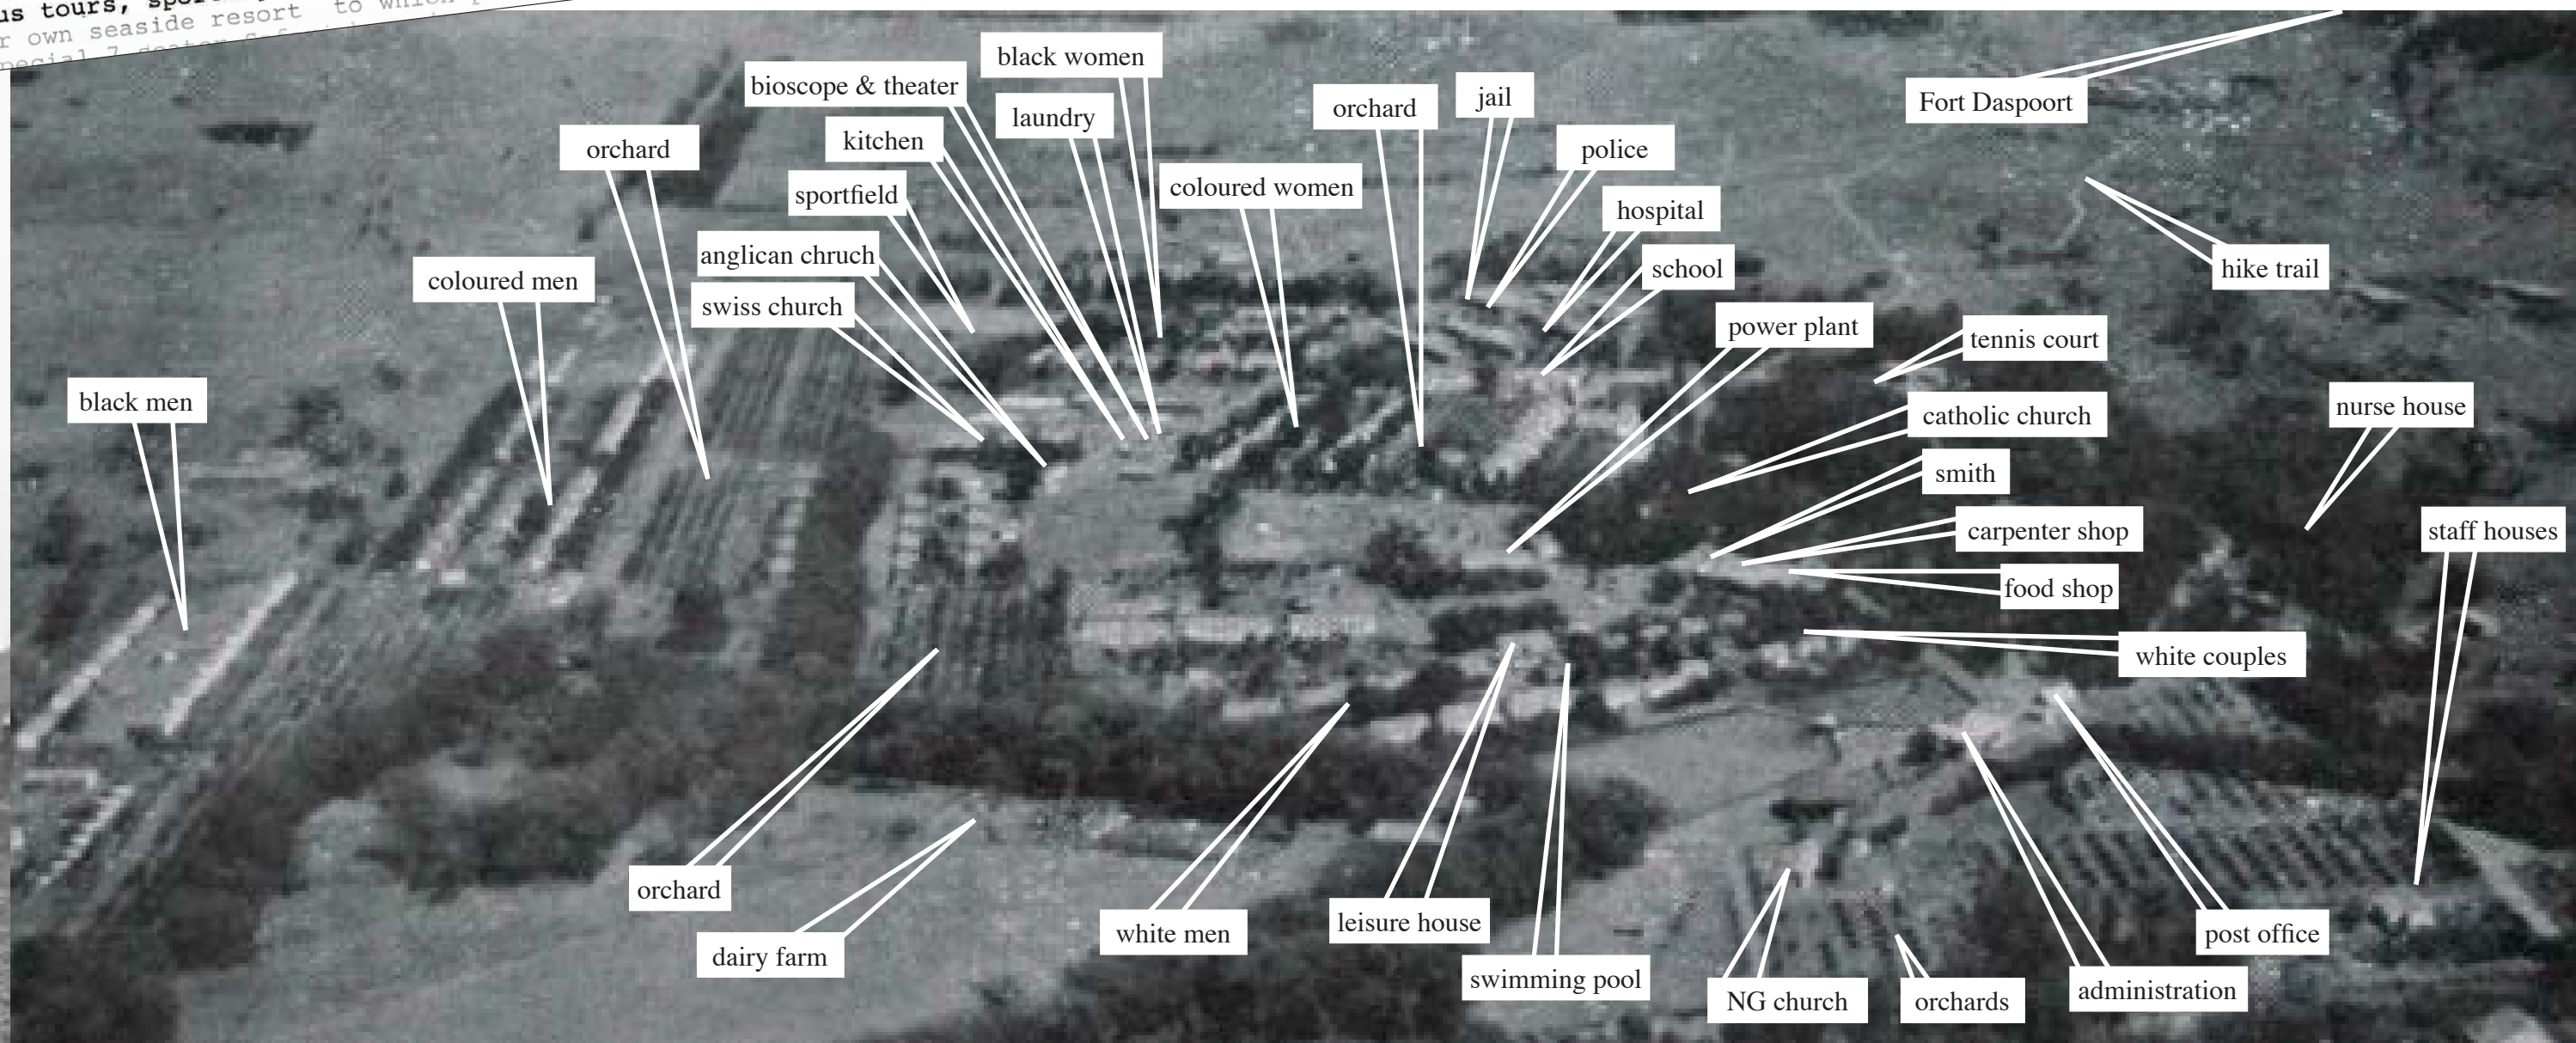 us tours,
r own seaside resort to which
black women
bioscope & theater
jail
Fort Daspoort
orchard
laundry
kitchen
orchard
police
coloured women
sportfield
hospital
anglican chruch
school
hike trail
coloured men
swiss church
power plant
tennis court
black men
nurse house
catholic church
smith
carpenter shop
staff houses
food shop
white couples
orchard
leisure house
white men
post office
dairy farm
swimming pool
administration
NG church
orchards